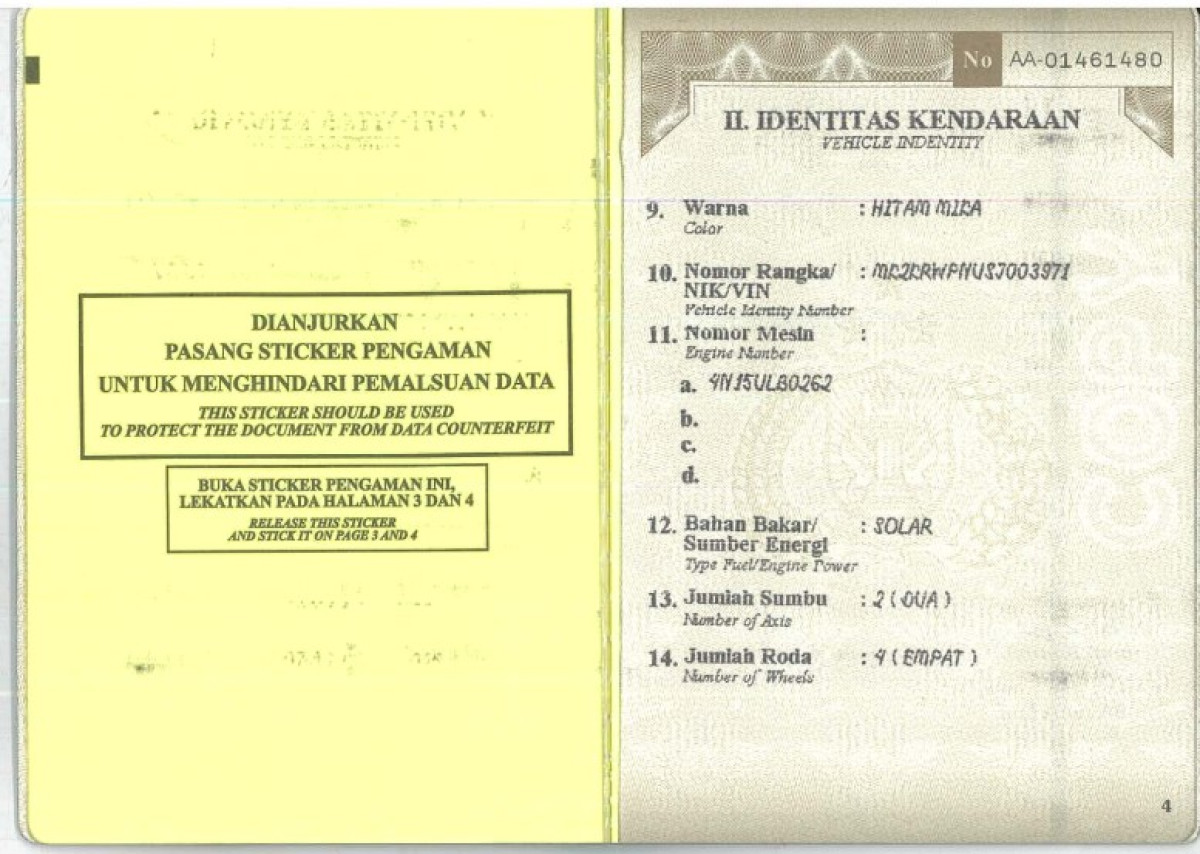 DIANJURKAN
PASANG STICKER PENGAMAN
UNTUK MENGHINDARI PEMALSUAN DATA
THIS STICKER SHOULD BE USED
TO PROTECT THE DOCUMENT FROM DATA COUNTERFEIT
BUKA STICKER PENGAMAN INI,
LEKATKAN PADA HALAMAN 3 DAN 4
RELEASE THIS STICKER
AND STICK IT ON PAGE 3 AND 4
No AA-01461480
II. IDENTITAS KENDARAAN
VEHICLE INDENTITY
9. Warna : HITAM MIKA
Color
10. Nomor Rangka/ :
NIK/VIN
Vehicle Identity Number
11. Nomor Mesin :
Engine Number
a. 4N15ULB0262
b.
c.
d.
12. Bahan Bakar/ : SOLAR
Sumber Energi
Type Fuel/Engine Power
13. Jumlah Sumbu : 2 ( DUA )
Number of Axis
14. Jumlah Roda : 4 ( EMPAT )
Number of Wheels
4